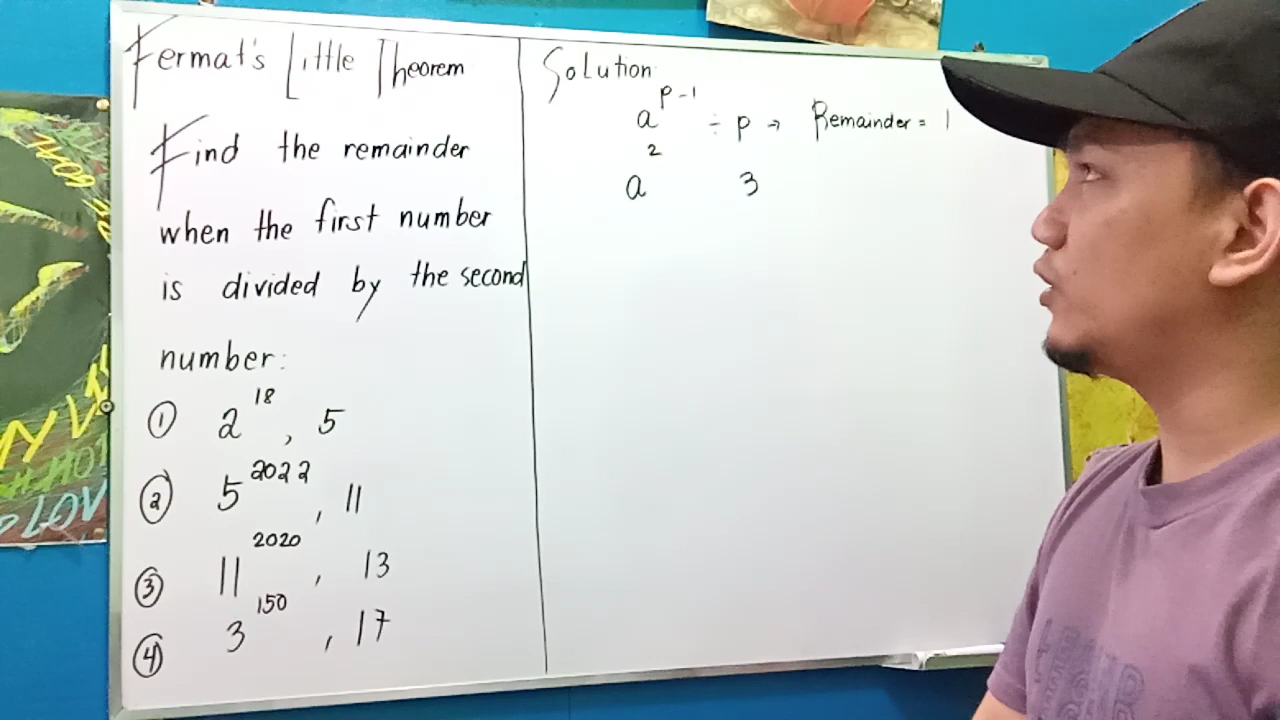 Fermat's Little Theorem
Find the remainder
when the first number
is divided by the second
number:
① 2^18, 5
② 5^2022, 11
③ 11^2020, 13
④ 3^150, 17
Solution:
a^p-1 ÷ p → Remainder = 1
a^2 3